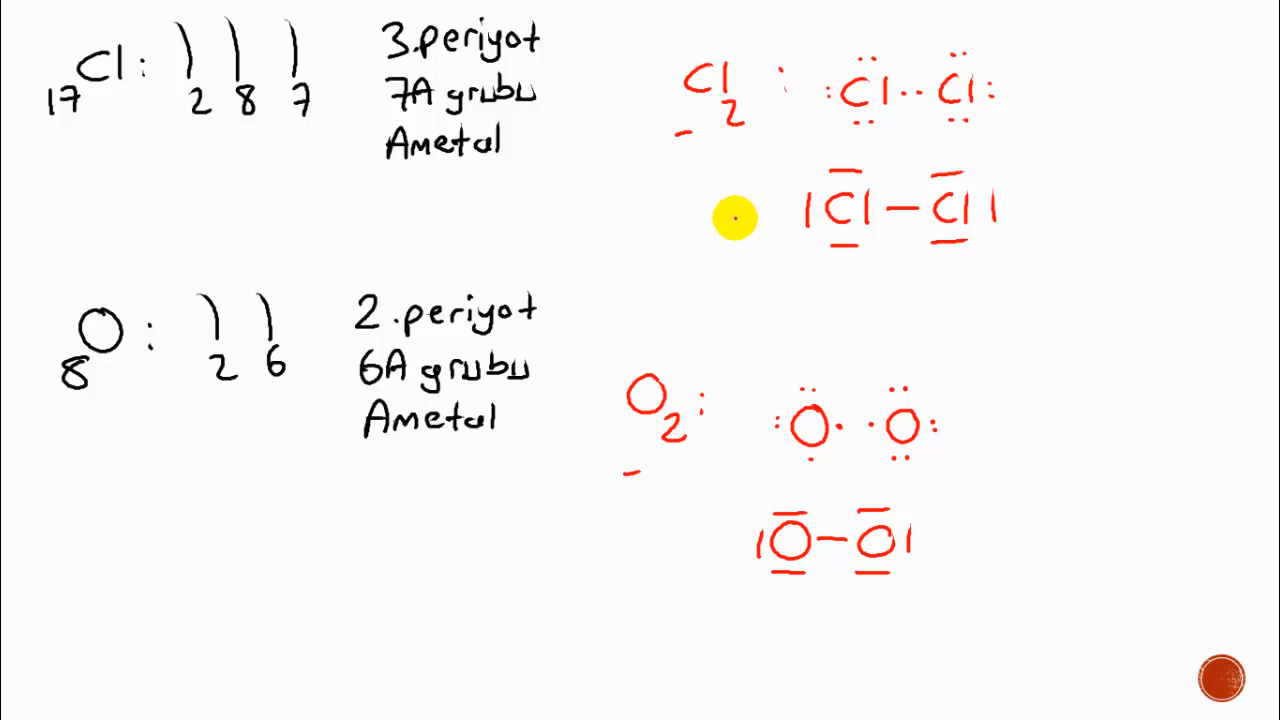 17Cl: ) ) ) 3.periyot
2 8 7 7A grubu
Ametal
8O: ) ) 2.periyot
2 6 6A grubu
Ametal
Cl2 : :Cl··Cl:
|Cl–Cl|
O2 : :O· ·O:
|O–O|